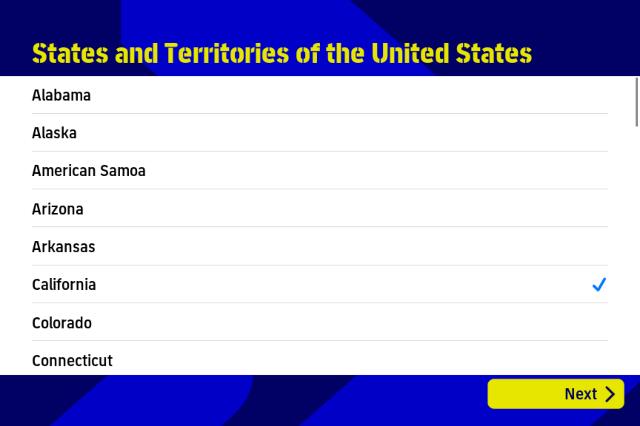 States and Territories of the United States
Alabama
Alaska
American Samoa
Arizona
Arkansas
California
Colorado
Connecticut
Next